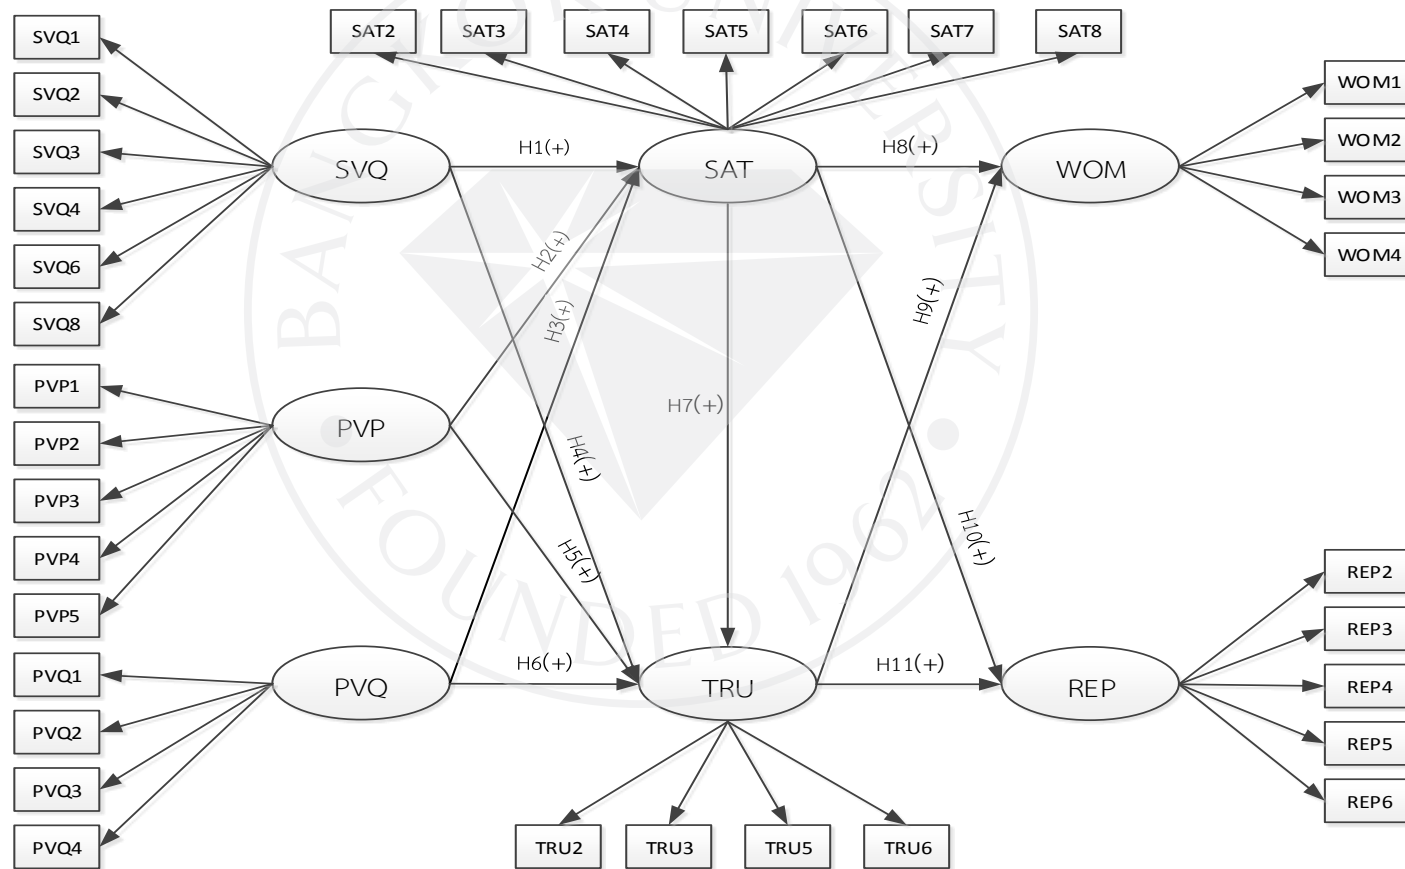 SAT2 SAT3 SAT4 SAT5 SAT6 SAT7 SAT8
SVQ1
SVQ2
SVQ3
SVQ4
SVQ6
SVQ8
PVP1
PVP2
PVP3
PVP4
PVP5
PVQ1
PVQ2
PVQ3
PVQ4
SVQ
PVP
PVQ
H1(+)
H2(+)
H3(+)
H4(+)
H5(+)
H6(+)
SAT
H7(+)
TRU
TRU2 TRU3 TRU5 TRU6
H8(+)
H9(+)
H10(+)
H11(+)
WOM
REP
WOM1
WOM2
WOM3
WOM4
REP2
REP3
REP4
REP5
REP6
BANGKOK UNIVERSITY
FOUNDED 1962